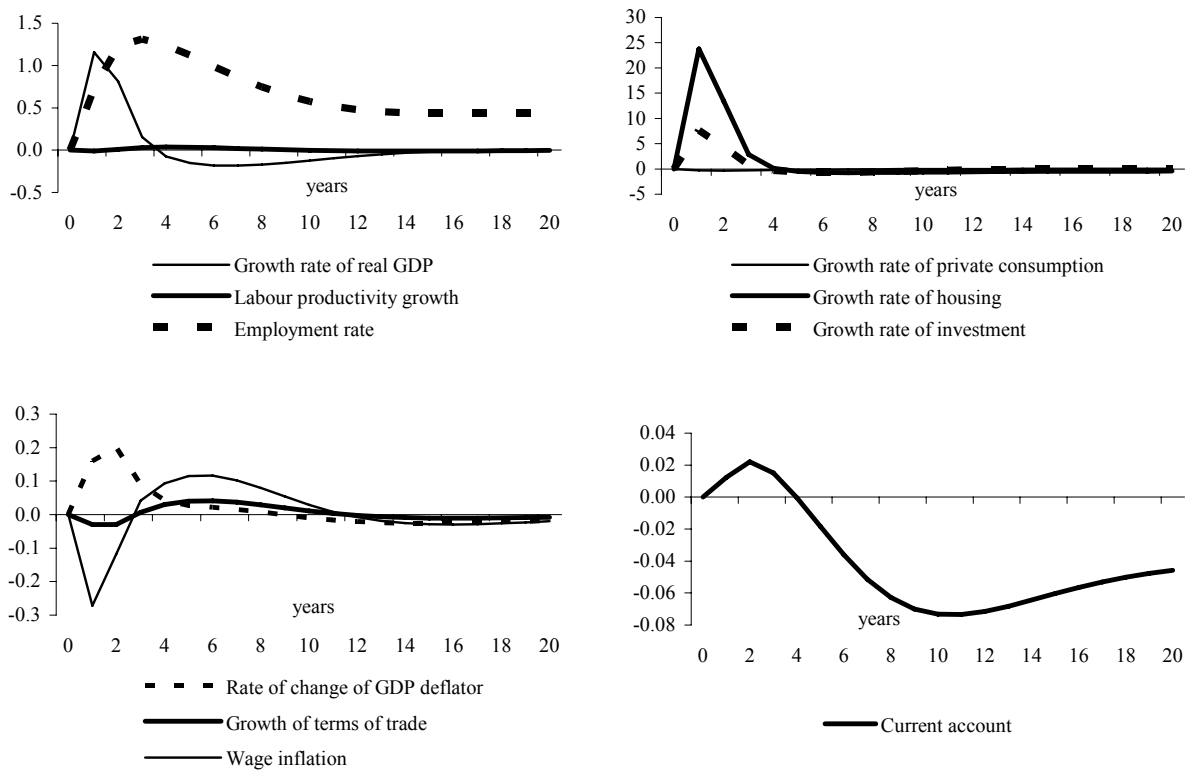 1.5
1.0
0.5
0.0
-0.5
years
0 2 4 6 8 10 12 14 16 18 20
Growth rate of real GDP
Labour productivity growth
Employment rate
30
25
20
15
10
5
0
-5
years
0 2 4 6 8 10 12 14 16 18 20
Growth rate of private consumption
Growth rate of housing
Growth rate of investment
0.3
0.2
0.1
0.0
-0.1
-0.2
-0.3
years
0 2 4 6 8 10 12 14 16 18 20
Rate of change of GDP deflator
Growth of terms of trade
Wage inflation
0.04
0.02
0.00
-0.02
-0.04
-0.06
-0.08
years
0 2 4 6 8 10 12 14 16 18 20
Current account